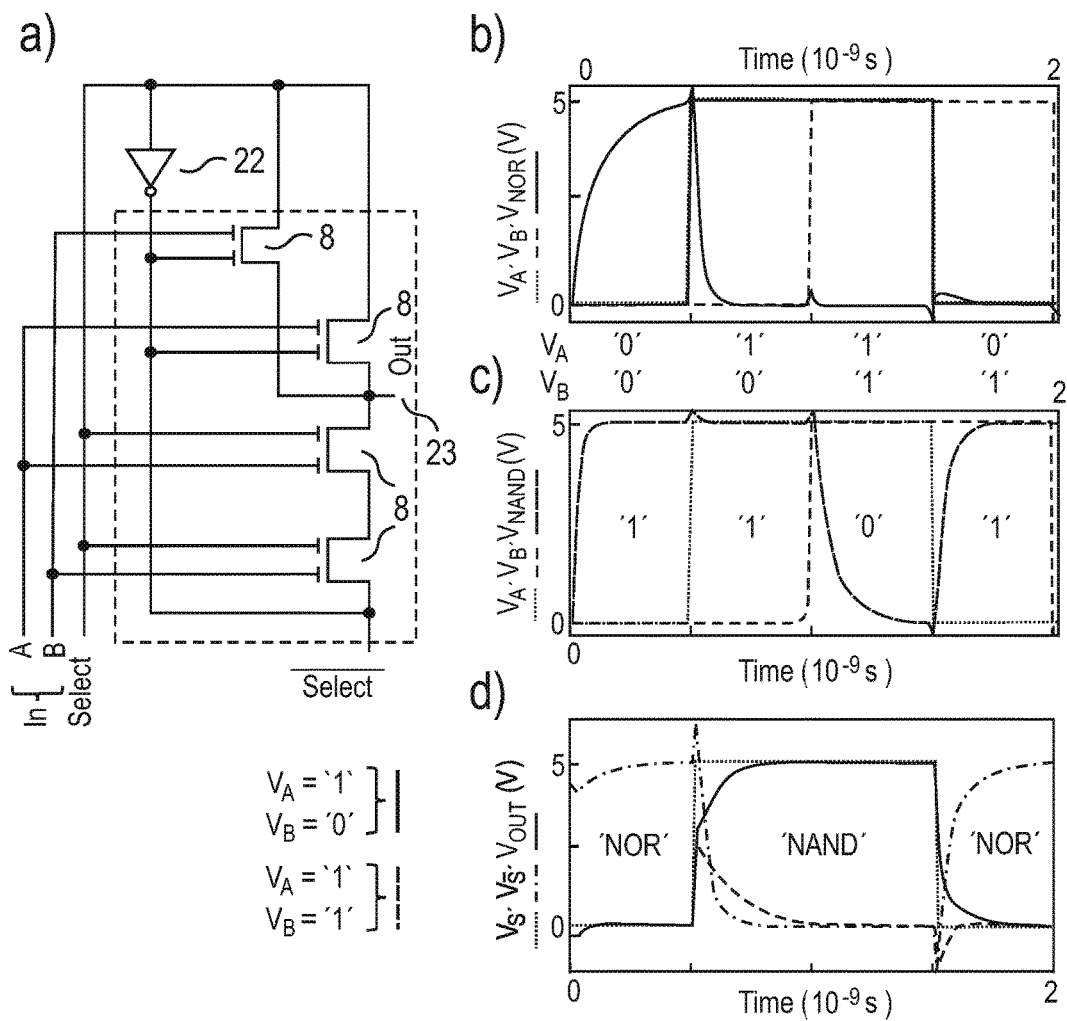 a)
22
8
8
Out
23
8
A
B
In
Select
Select
V_A = '1'
V_B = '0'
V_A = '1'
V_B = '1'
b)
Time (10⁻⁹ s)
0 2
5
0
V_A, V_B, V_NOR (V)
V_A '0' '1' '1' '0'
V_B '0' '0' '1' '1'
c)
2
5
0
V_A, V_B, V_NAND (V)
'1' '1' '0' '1'
0
Time (10⁻⁹ s)
d)
5
0
V_S, V_S̅, V_OUT (V)
'NOR' 'NAND' 'NOR'
0 2
Time (10⁻⁹ s)